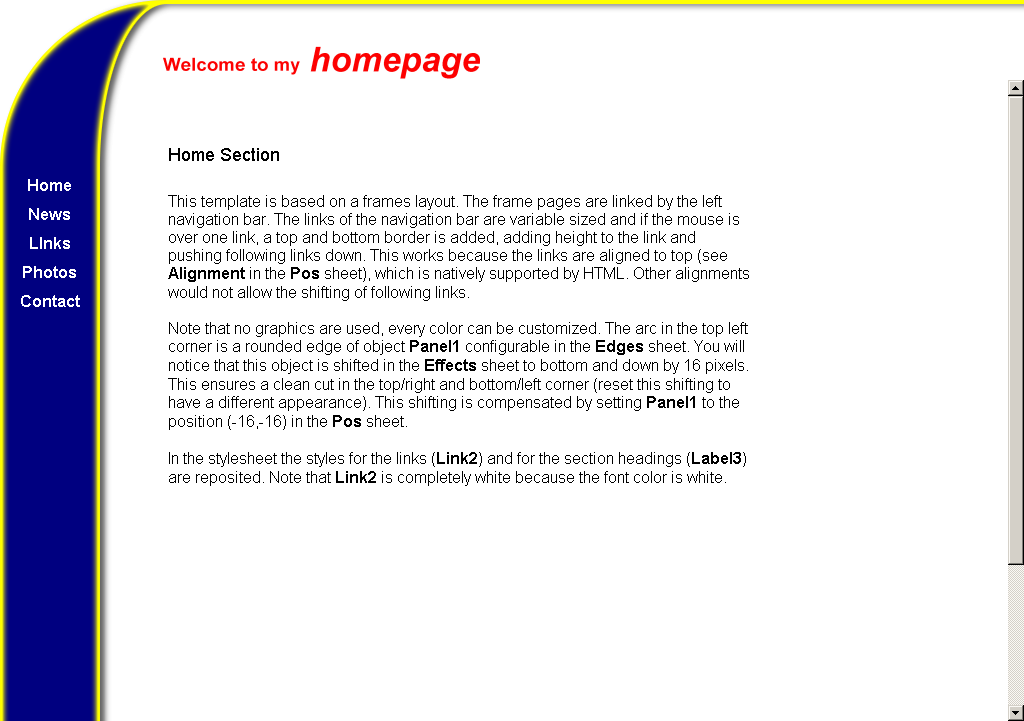 Welcome to my homepage
Home Section
Home
News
LInks
Photos
Contact
This template is based on a frames layout. The frame pages are linked by the left
navigation bar. The links of the navigation bar are variable sized and if the mouse is
over one link, a top and bottom border is added, adding height to the link and
pushing following links down. This works because the links are aligned to top (see
Alignment in the Pos sheet), which is natively supported by HTML. Other alignments
would not allow the shifting of following links.
Note that no graphics are used, every color can be customized. The arc in the top left
corner is a rounded edge of object Panel1 configurable in the Edges sheet. You will
notice that this object is shifted in the Effects sheet to bottom and down by 16 pixels.
This ensures a clean cut in the top/right and bottom/left corner (reset this shifting to
have a different appearance). This shifting is compensated by setting Panel1 to the
position (-16,-16) in the Pos sheet.
In the stylesheet the styles for the links (Link2) and for the section headings (Label3)
are reposited. Note that Link2 is completely white because the font color is white.